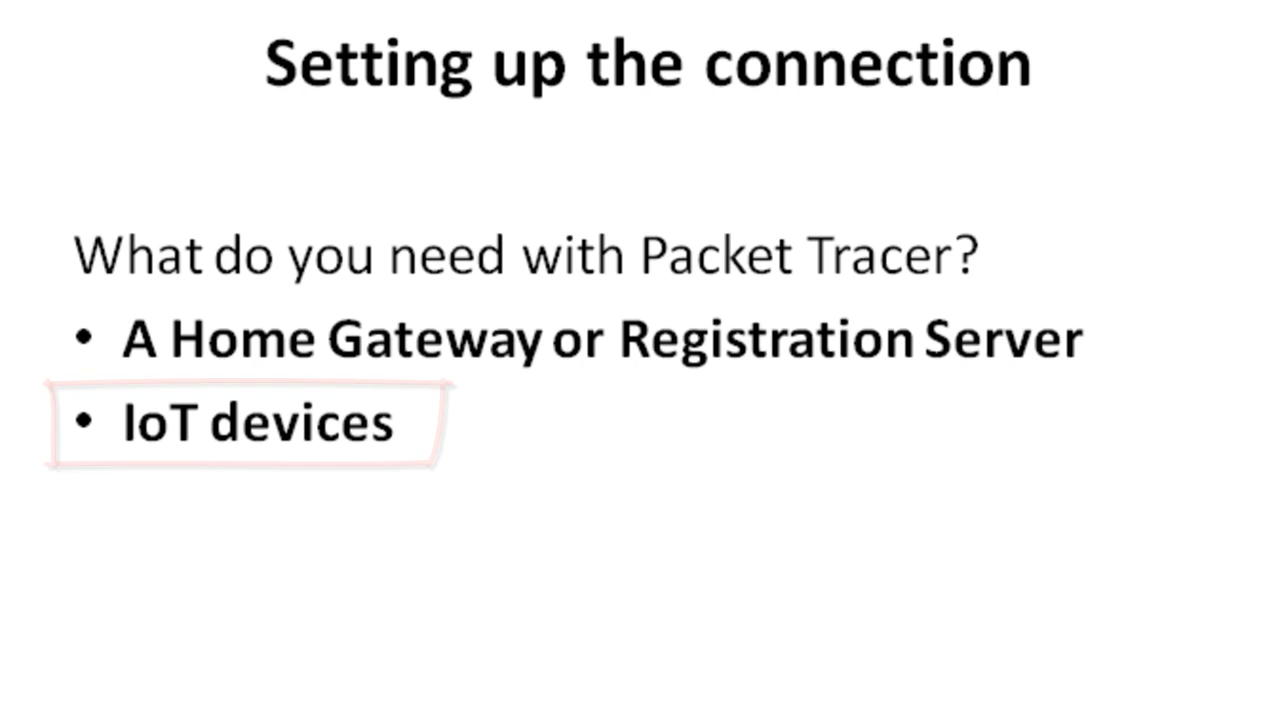 Setting up the connection
What do you need with Packet Tracer?
• A Home Gateway or Registration Server
• IoT devices